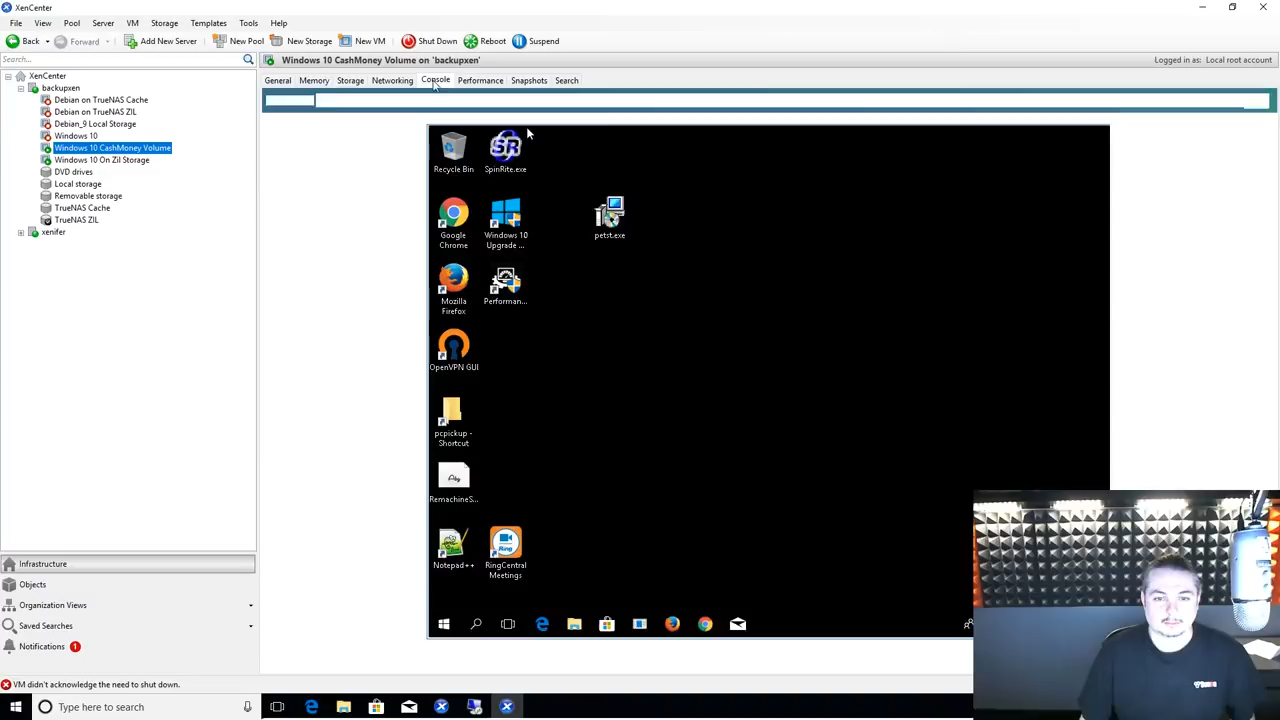 XenCenter
File View Pool Server VM Storage Templates Tools Help
Back Forward Add New Server New Pool New Storage New VM Shut Down Reboot Suspend
Search...
Windows 10 CashMoney Volume on 'backupxen' Logged in as: Local root account
General Memory Storage Networking Console Performance Snapshots Search
XenCenter
backupxen
Debian on TrueNAS Cache
Debian on TrueNAS ZIL
Debian_9 Local Storage
Windows 10
Windows 10 CashMoney Volume
Windows 10 On Zil Storage
DVD drives
Local storage
Removable storage
TrueNAS Cache
TrueNAS ZIL
xenifer
Recycle Bin
SR
SpinRite.exe
Google Chrome
Windows 10 Upgrade ...
petst.exe
Mozilla Firefox
Performan...
OpenVPN GUI
pcpickup - Shortcut
RemachineS...
Notepad++
Ring
RingCentral Meetings
Infrastructure
Objects
Organization Views
Saved Searches
Notifications 1
VM didn't acknowledge the need to shut down.
Type here to search